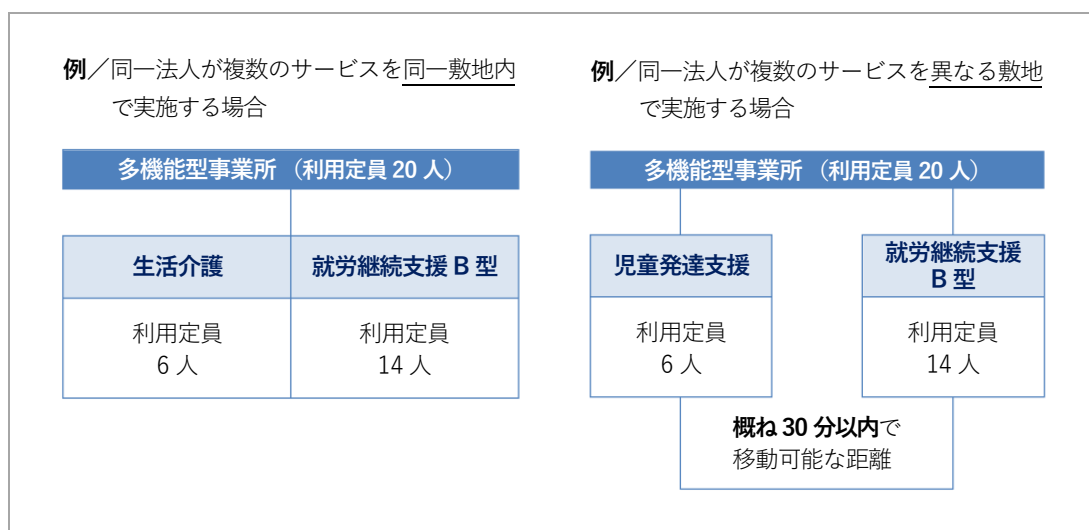 例／同一法人が複数のサービスを同一敷地内
で実施する場合
多機能型事業所 （利用定員 20 人）
生活介護
就労継続支援 B 型
利用定員
6 人
利用定員
14 人
例／同一法人が複数のサービスを異なる敷地
で実施する場合
多機能型事業所 （利用定員 20 人）
児童発達支援
就労継続支援
B 型
利用定員
6 人
利用定員
14 人
概ね 30 分以内で
移動可能な距離